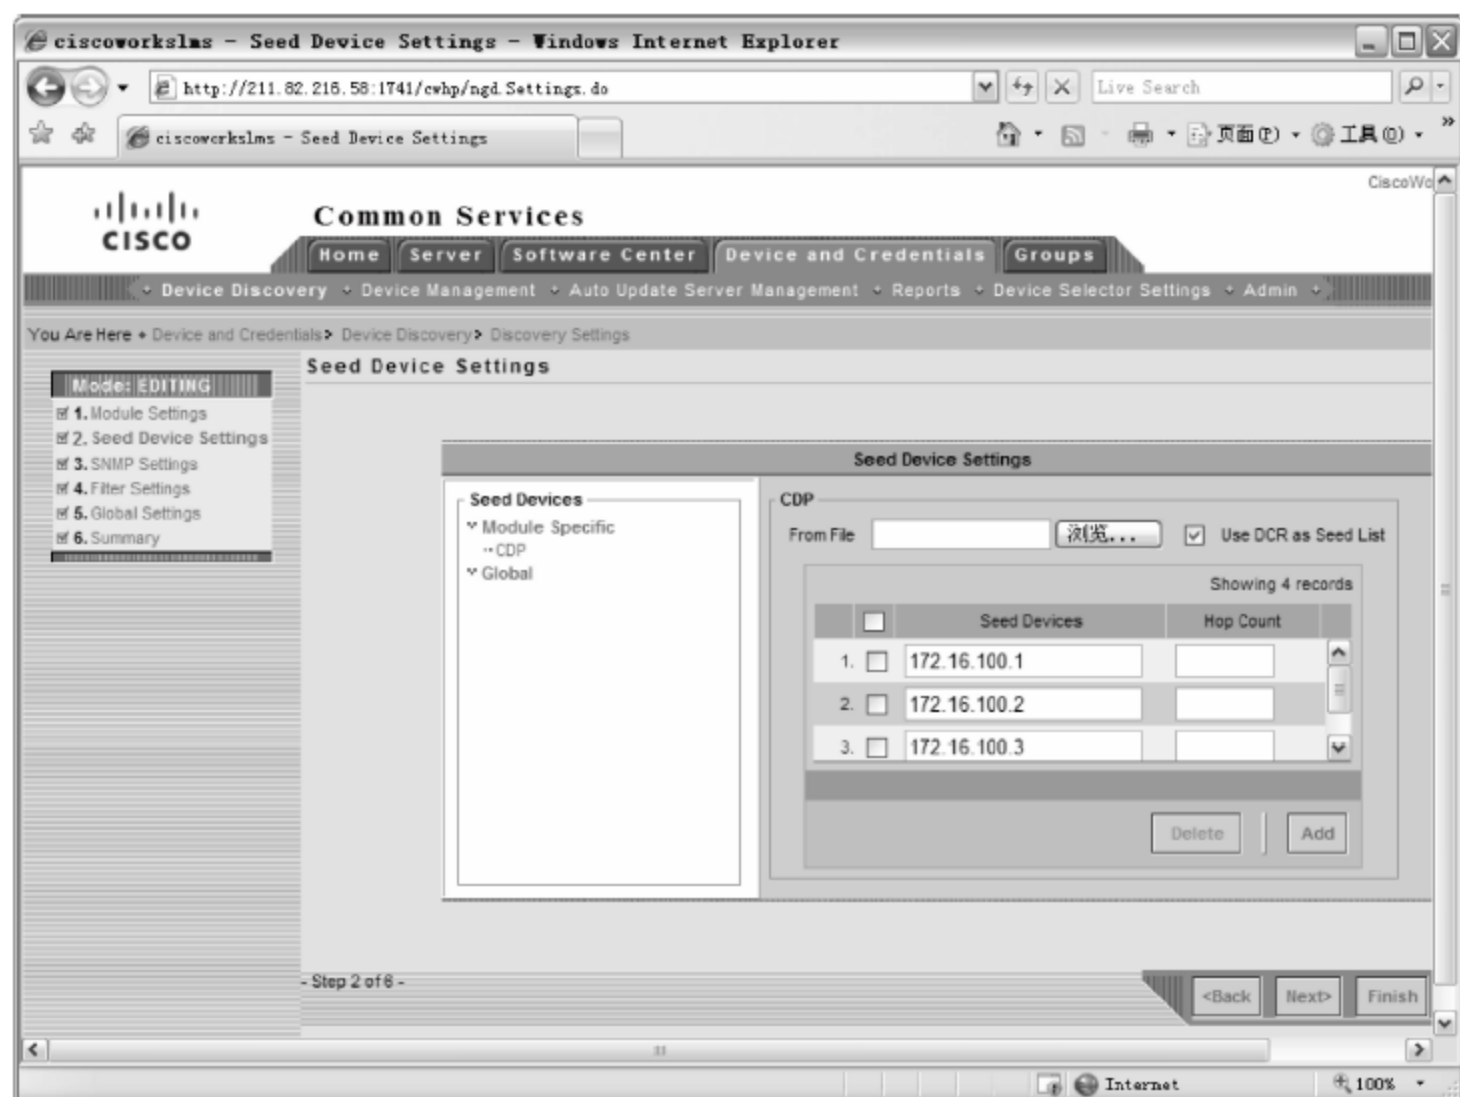 ciscoworkslms - Seed Device Settings - Windows Internet Explorer
http://211.82.216.58:1741/cwhp/ngd.Settings.do
Live Search
ciscoworkslms - Seed Device Settings
页面(P)
工具(O)
»
CiscoWo
CISCO
Common Services
Home Server Software Center Device and Credentials Groups
Device Discovery Device Management Auto Update Server Management Reports Device Selector Settings Admin
You Are Here Device and Credentials> Device Discovery> Discovery Settings
Mode: EDITING
1. Module Settings
2. Seed Device Settings
3. SNMP Settings
4. Filter Settings
5. Global Settings
6. Summary
Seed Device Settings
Seed Device Settings
Seed Devices
Module Specific
CDP
Global
CDP
From File
浏览...
Use DCR as Seed List
Showing 4 records
Seed Devices Hop Count
1. 172.16.100.1
2. 172.16.100.2
3. 172.16.100.3
Delete Add
- Step 2 of 6 -
<Back Next> Finish
Internet
100%